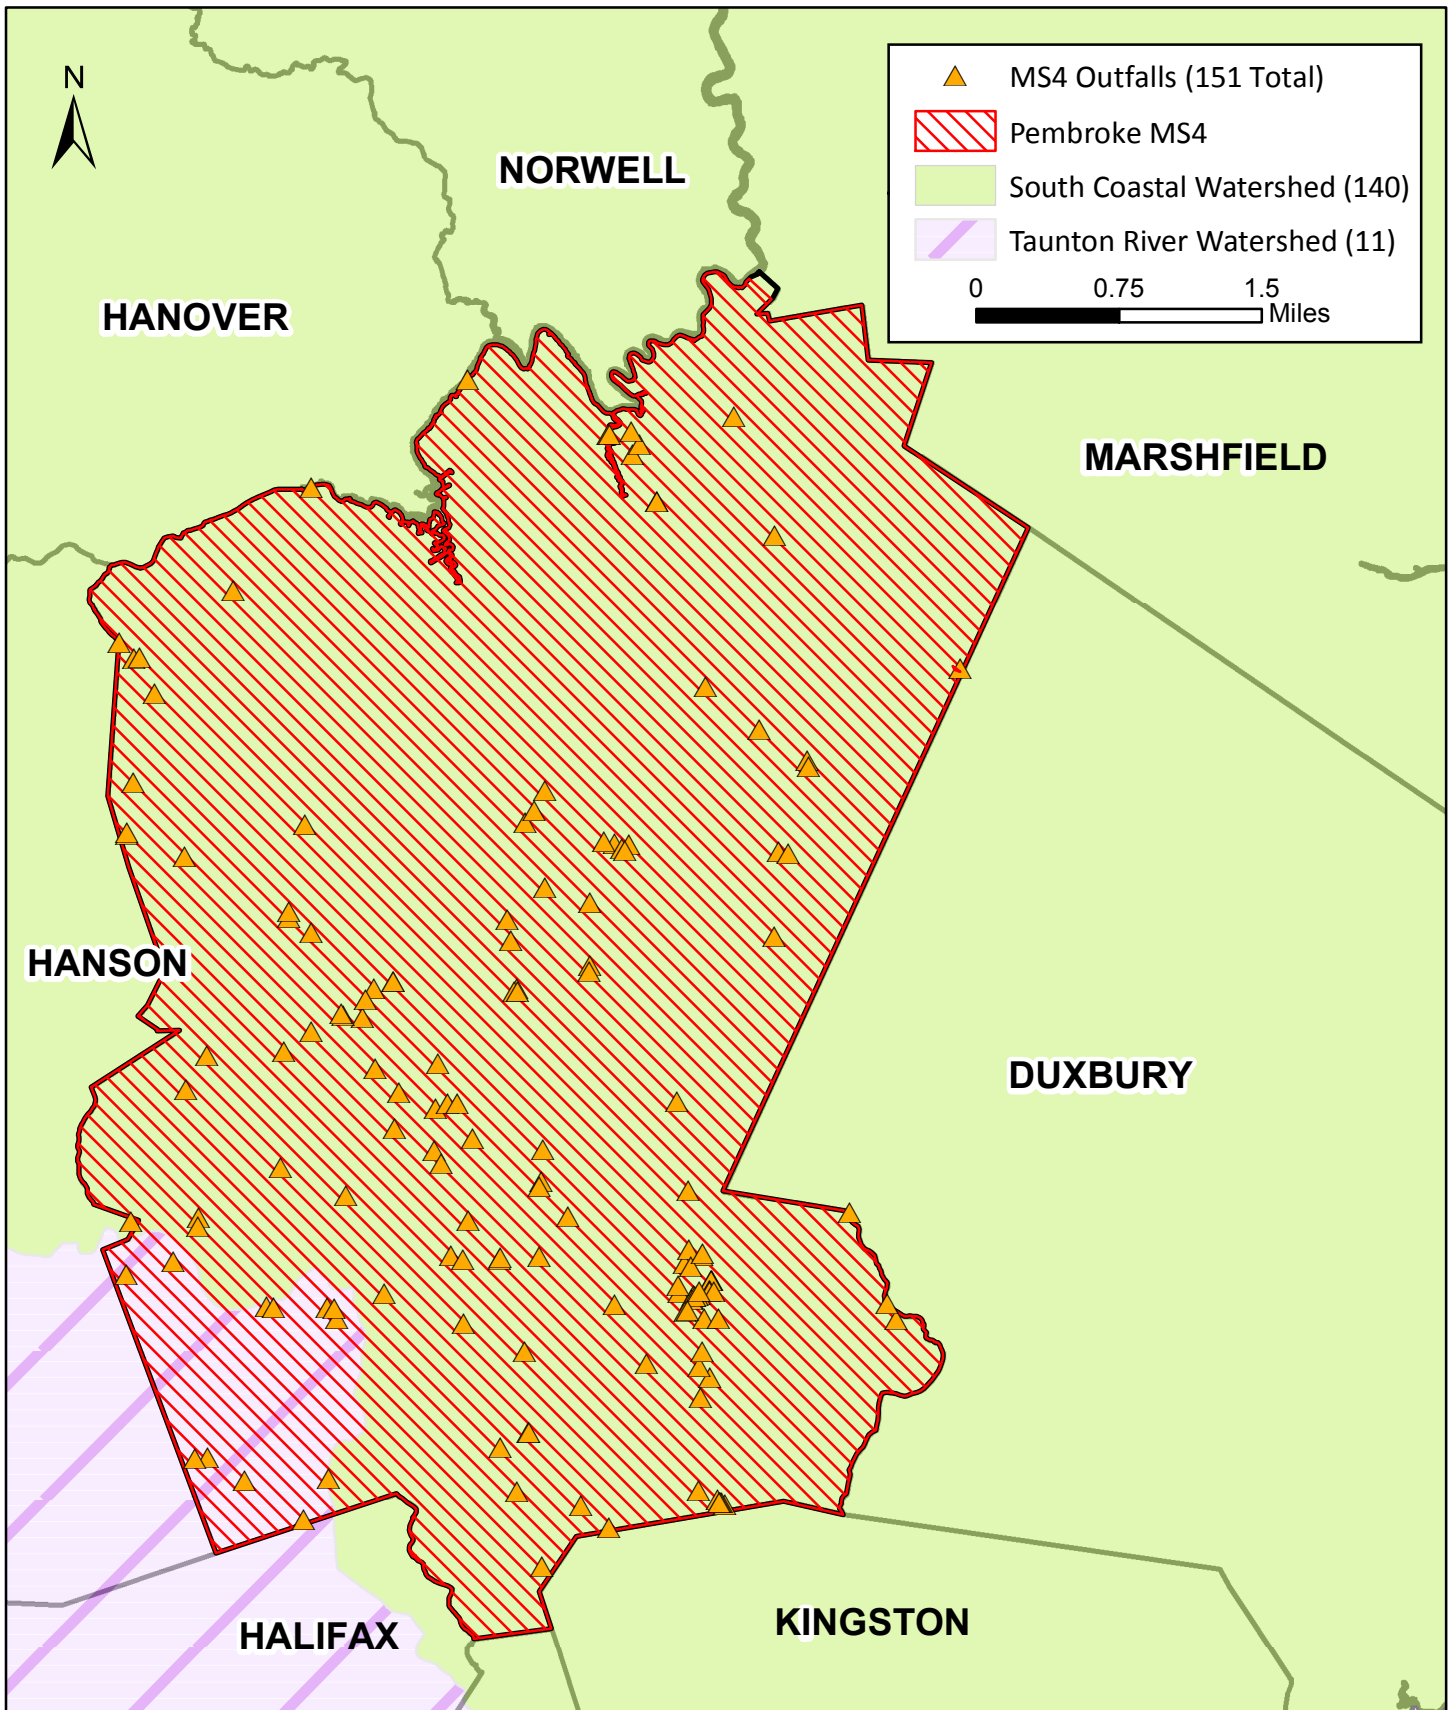 N
MS4 Outfalls (151 Total)
Pembroke MS4
South Coastal Watershed (140)
Taunton River Watershed (11)
0 0.75 1.5
Miles
NORWELL
HANOVER
MARSHFIELD
HANSON
DUXBURY
KINGSTON
HALIFAX